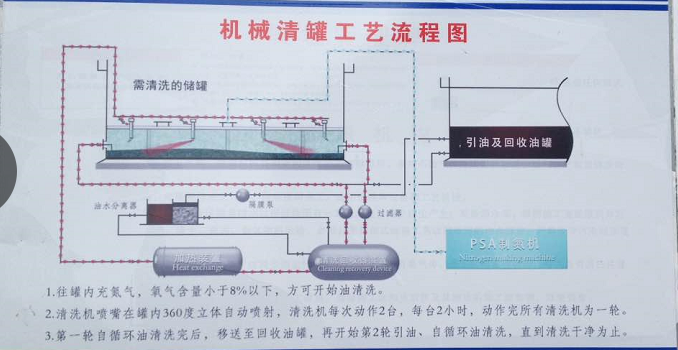 机械清罐工艺流程图
需清洗的储罐
引油及回收油罐
油水分离器
隔膜泵
过滤器
PSA制氮机
Nitrogen making machine
加热装置
Heat exchange
Cleaning recovery device
1.往罐内充氮气，氧气含量小于8%以下，方可开始油清洗。
2.清洗机喷嘴在罐内360度立体自动喷射，清洗机每次动作2台，每台2小时，动作完所有清洗机为一轮。
3.第一轮自循环油清洗完后，移送至回收油罐，再开始第2轮引油、自循环油清洗，直到清洗干净为止。